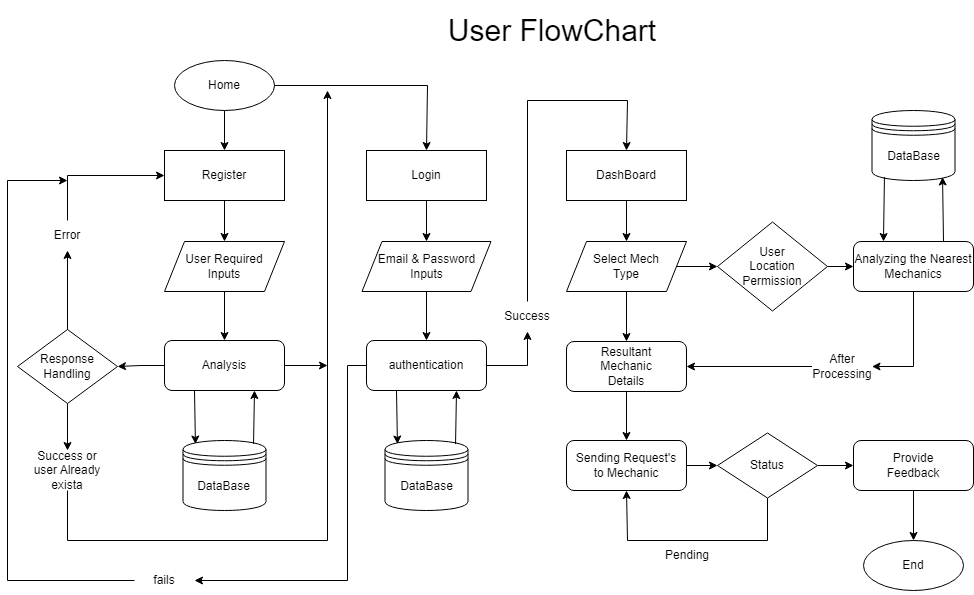 User FlowChart
Home
Register
Login
DashBoard
DataBase
Error
User Required
Inputs
Email & Password
Inputs
Select Mech
Type
User
Location
Permission
Analyzing the Nearest
Mechanics
Success
Response
Handling
Analysis
authentication
Resultant
Mechanic
Details
After
Processing
Success or
user Already
exista
DataBase
DataBase
Sending Request's
to Mechanic
Status
Provide
Feedback
Pending
fails
End